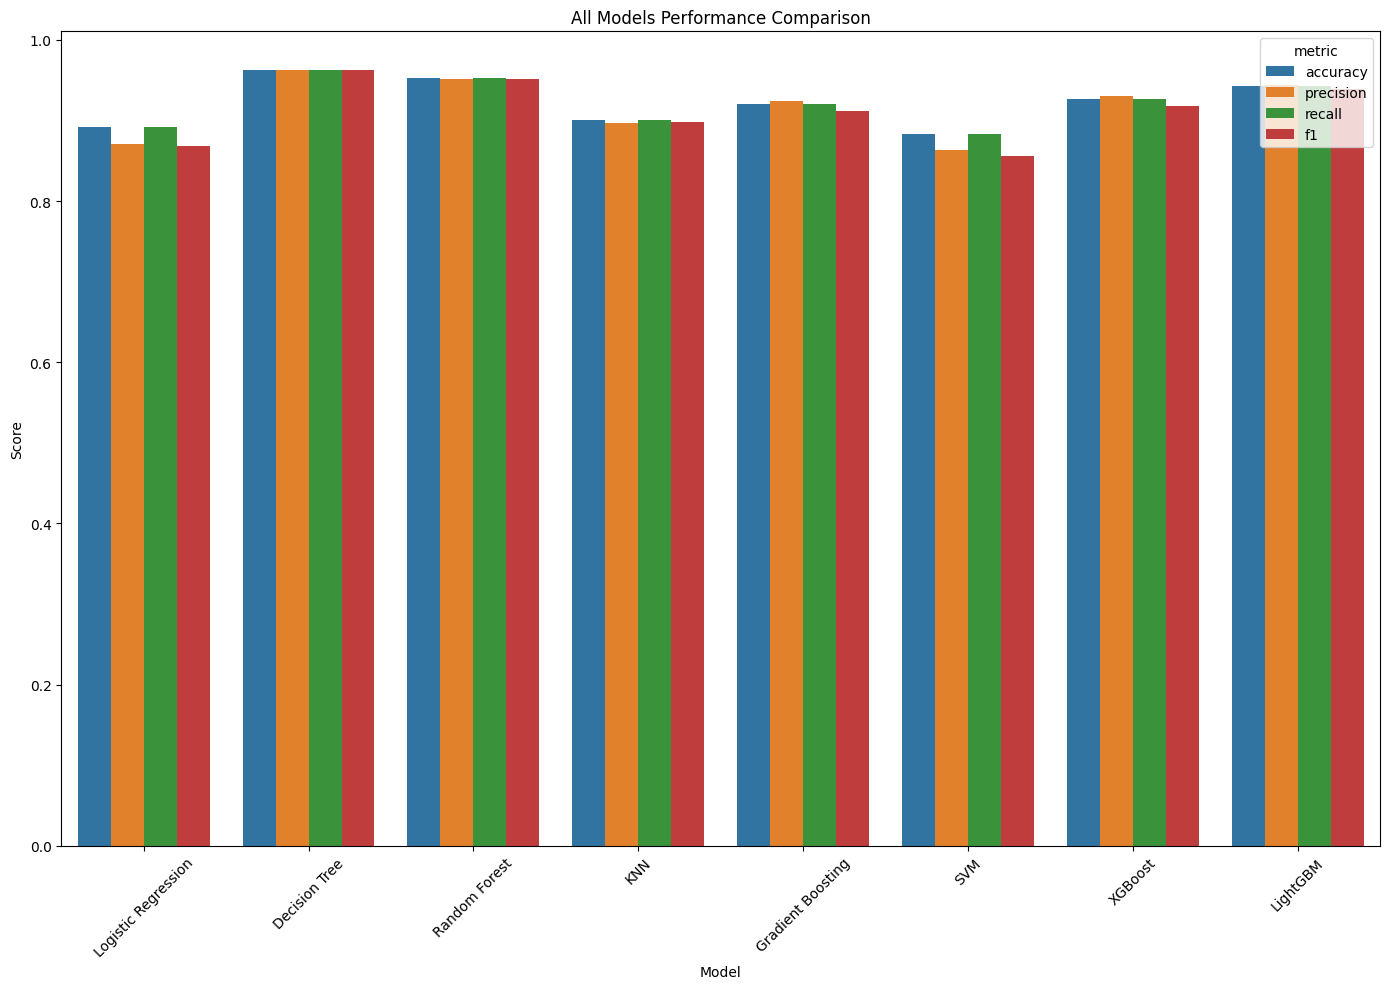 All Models Performance Comparison
metric
accuracy
precision
recall
f1
1.0
0.8
0.6
0.4
0.2
0.0
Score
Logistic Regression
Decision Tree
Random Forest
KNN
Gradient Boosting
SVM
XGBoost
LightGBM
Model